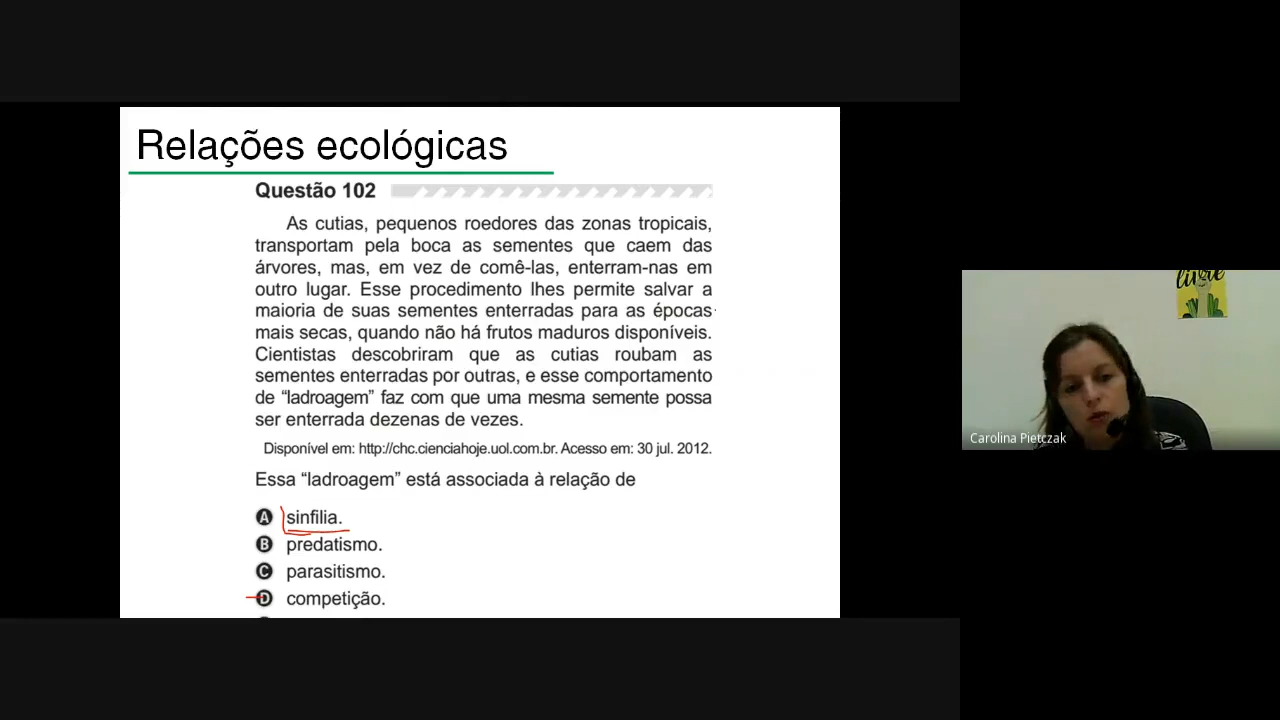 Relações ecológicas
Questão 102
As cutias, pequenos roedores das zonas tropicais,
transportam pela boca as sementes que caem das
árvores, mas, em vez de comê-las, enterram-nas em
outro lugar. Esse procedimento lhes permite salvar a
maioria de suas sementes enterradas para as épocas
mais secas, quando não há frutos maduros disponíveis.
Cientistas descobriram que as cutias roubam as
sementes enterradas por outras, e esse comportamento
de “ladroagem” faz com que uma mesma semente possa
ser enterrada dezenas de vezes.
Disponível em: http://chc.cienciahoje.uol.com.br. Acesso em: 30 jul. 2012.
Essa “ladroagem” está associada à relação de
A sinfilia.
B predatismo.
C parasitismo.
D competição.
livre
Carolina Pietczak